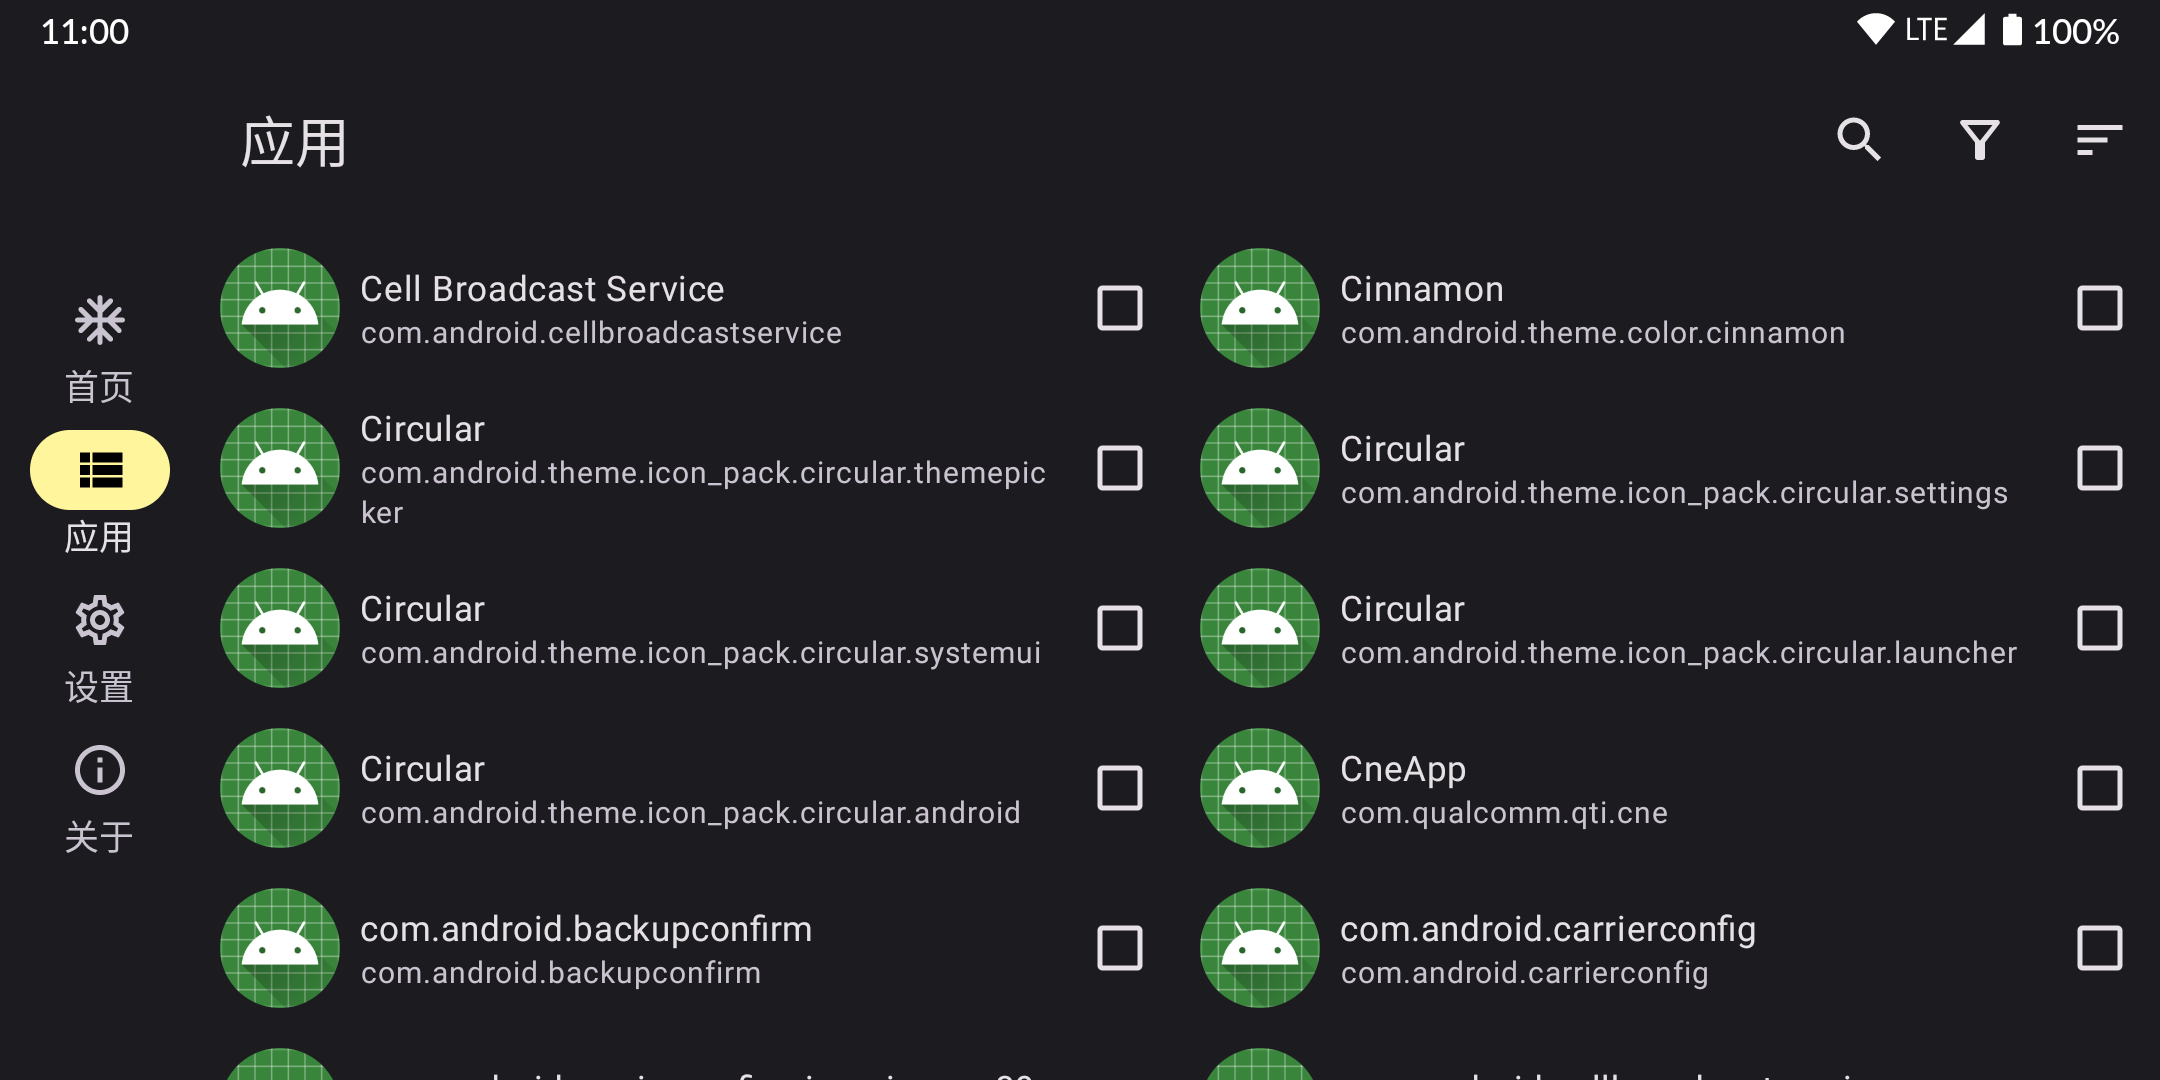 11:00
LTE 100%
应用
首页
应用
设置
关于
Cell Broadcast Service
com.android.cellbroadcastservice
Cinnamon
com.android.theme.color.cinnamon
Circular
com.android.theme.icon_pack.circular.themepic
ker
Circular
com.android.theme.icon_pack.circular.settings
Circular
com.android.theme.icon_pack.circular.systemui
Circular
com.android.theme.icon_pack.circular.launcher
Circular
com.android.theme.icon_pack.circular.android
CneApp
com.qualcomm.qti.cne
com.android.backupconfirm
com.android.backupconfirm
com.android.carrierconfig
com.android.carrierconfig